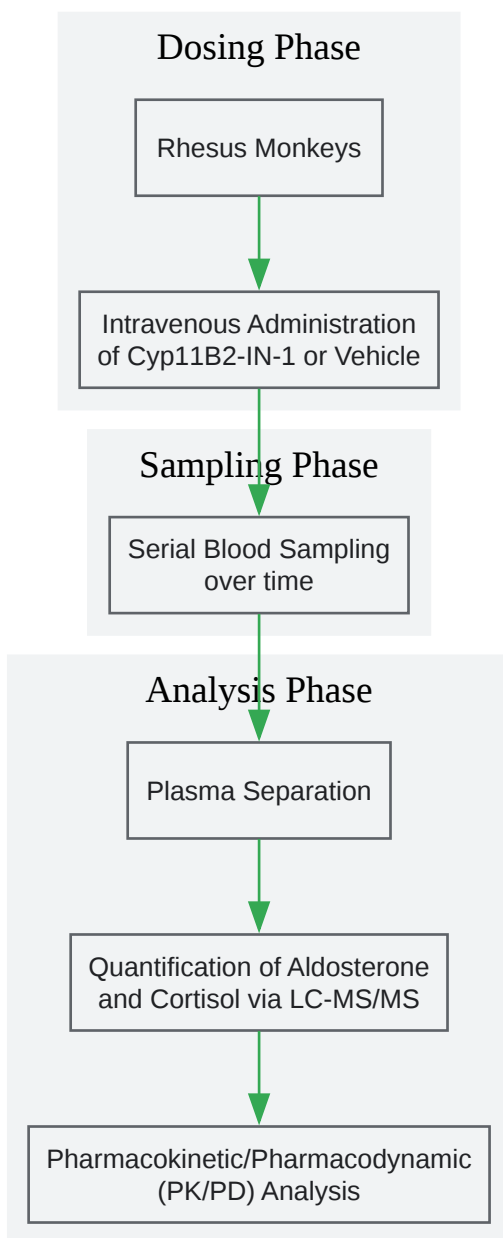 Dosing Phase
Rhesus Monkeys
Intravenous Administration
of Cyp11B2-IN-1 or Vehicle
Sampling Phase
Serial Blood Sampling
over time
Analysis Phase
Plasma Separation
Quantification of Aldosterone
and Cortisol via LC-MS/MS
Pharmacokinetic/Pharmacodynamic
(PK/PD) Analysis